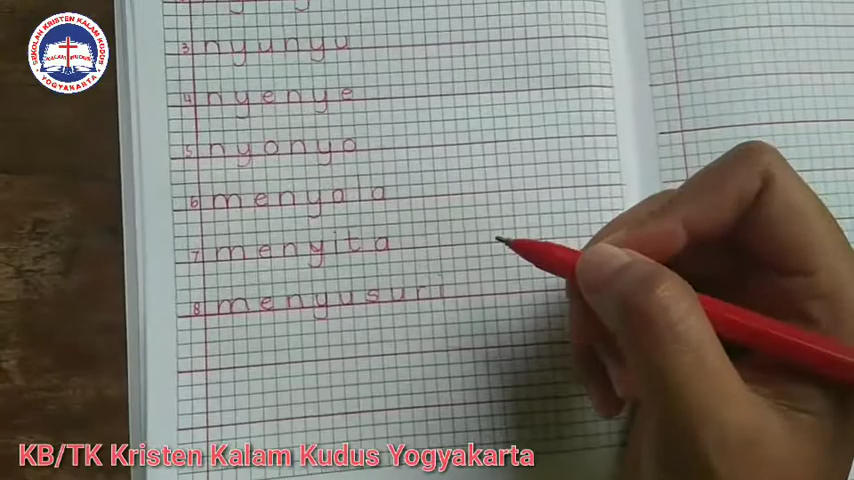 SEKOLAH KRISTEN KALAM KUDUS
KALAM KUDUS
YOGYAKARTA
3 nyunyu
4 nyenye
5 nyonyo
6 menyala
7 menyita
8 menyusuri
KB/TK Kristen Kalam Kudus Yogyakarta